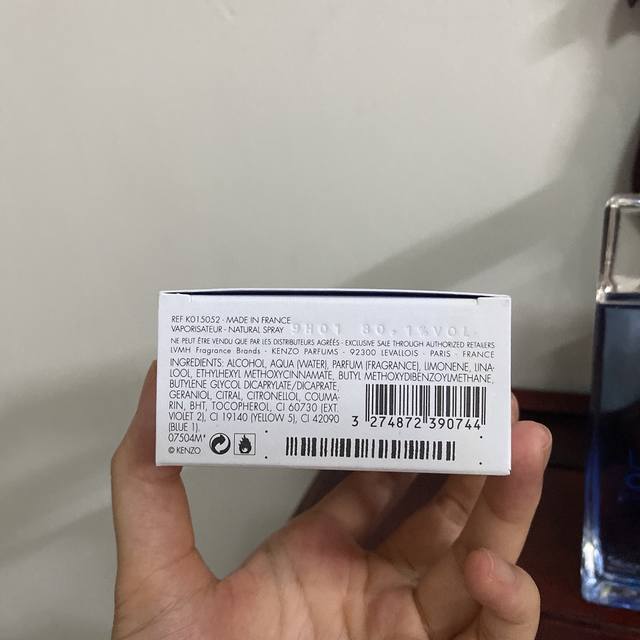 REF K015052 - MADE IN FRANCE
VAPORISATEUR - NATURAL SPRAY 9H01 80,1%VOL.
NE PEUT ÊTRE VENDU QUE PAR LES DISTRIBUTEURS AGRÉÉS - EXCLUSIVE SALE THROUGH AUTHORIZED RETAILERS
LVMH Fragrance Brands - KENZO PARFUMS - 92300 LEVALLOIS - PARIS - FRANCE
INGREDIENTS: ALCOHOL, AQUA (WATER), PARFUM (FRAGRANCE), LIMONENE, LINA-
LOOL, ETHYLHEXYL METHOXYCINNAMATE, BUTYL METHOXYDIBENZOYLMETHANE,
BUTYLENE GLYCOL DICAPRYLATE/DICAPRATE,
GERANIOL, CITRAL, CITRONELLOL, COUMA-
RIN, BHT, TOCOPHEROL, CI 60730 (EXT.
VIOLET 2), CI 19140 (YELLOW 5), CI 42090
(BLUE 1).
07504M*
© KENZO
3 274872 390744